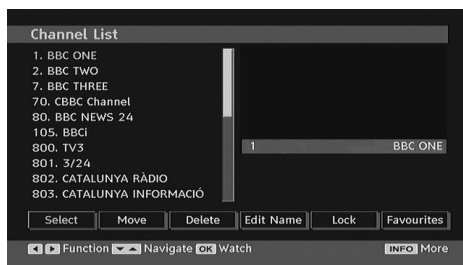 Channel List
1. BBC ONE
2. BBC TWO
7. BBC THREE
70. CBBC Channel
80. BBC NEWS 24
105. BBCi
800. TV3
801. 3/24
802. CATALUNYA RÀDIO
803. CATALUNYA INFORMACIÓ
1 BBC ONE
Select Move Delete Edit Name Lock Favourites
Function Navigate OK Watch INFO More